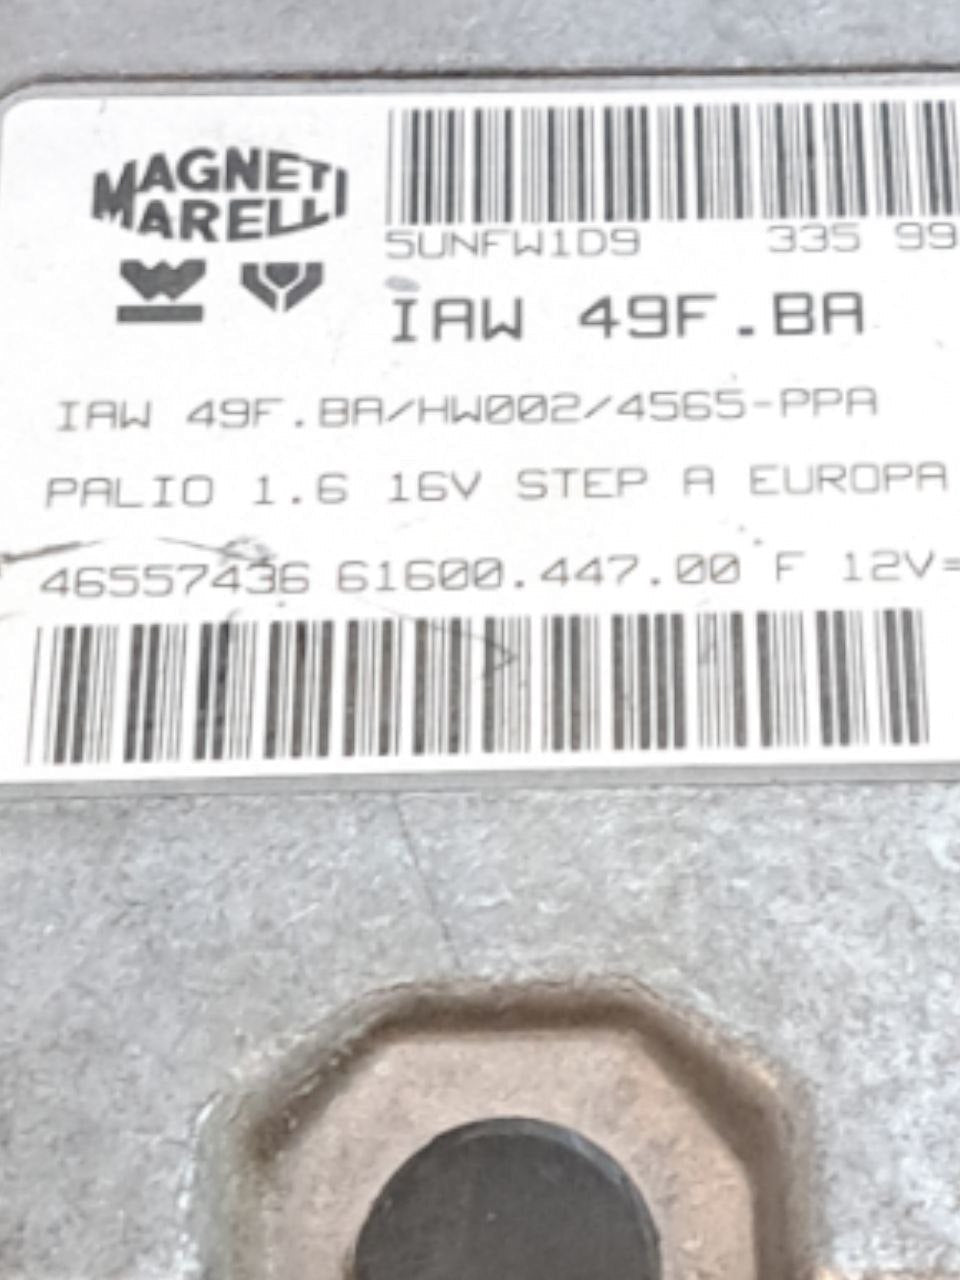 MAGNETI
MARELLI
5UNFW1D9 335 99
IAW 49F.BA
IAW 49F.BA/HW002/4565-PPA
PALIO 1.6 16V STEP A EUROPA
46557436 61600.447.00 F 12V=